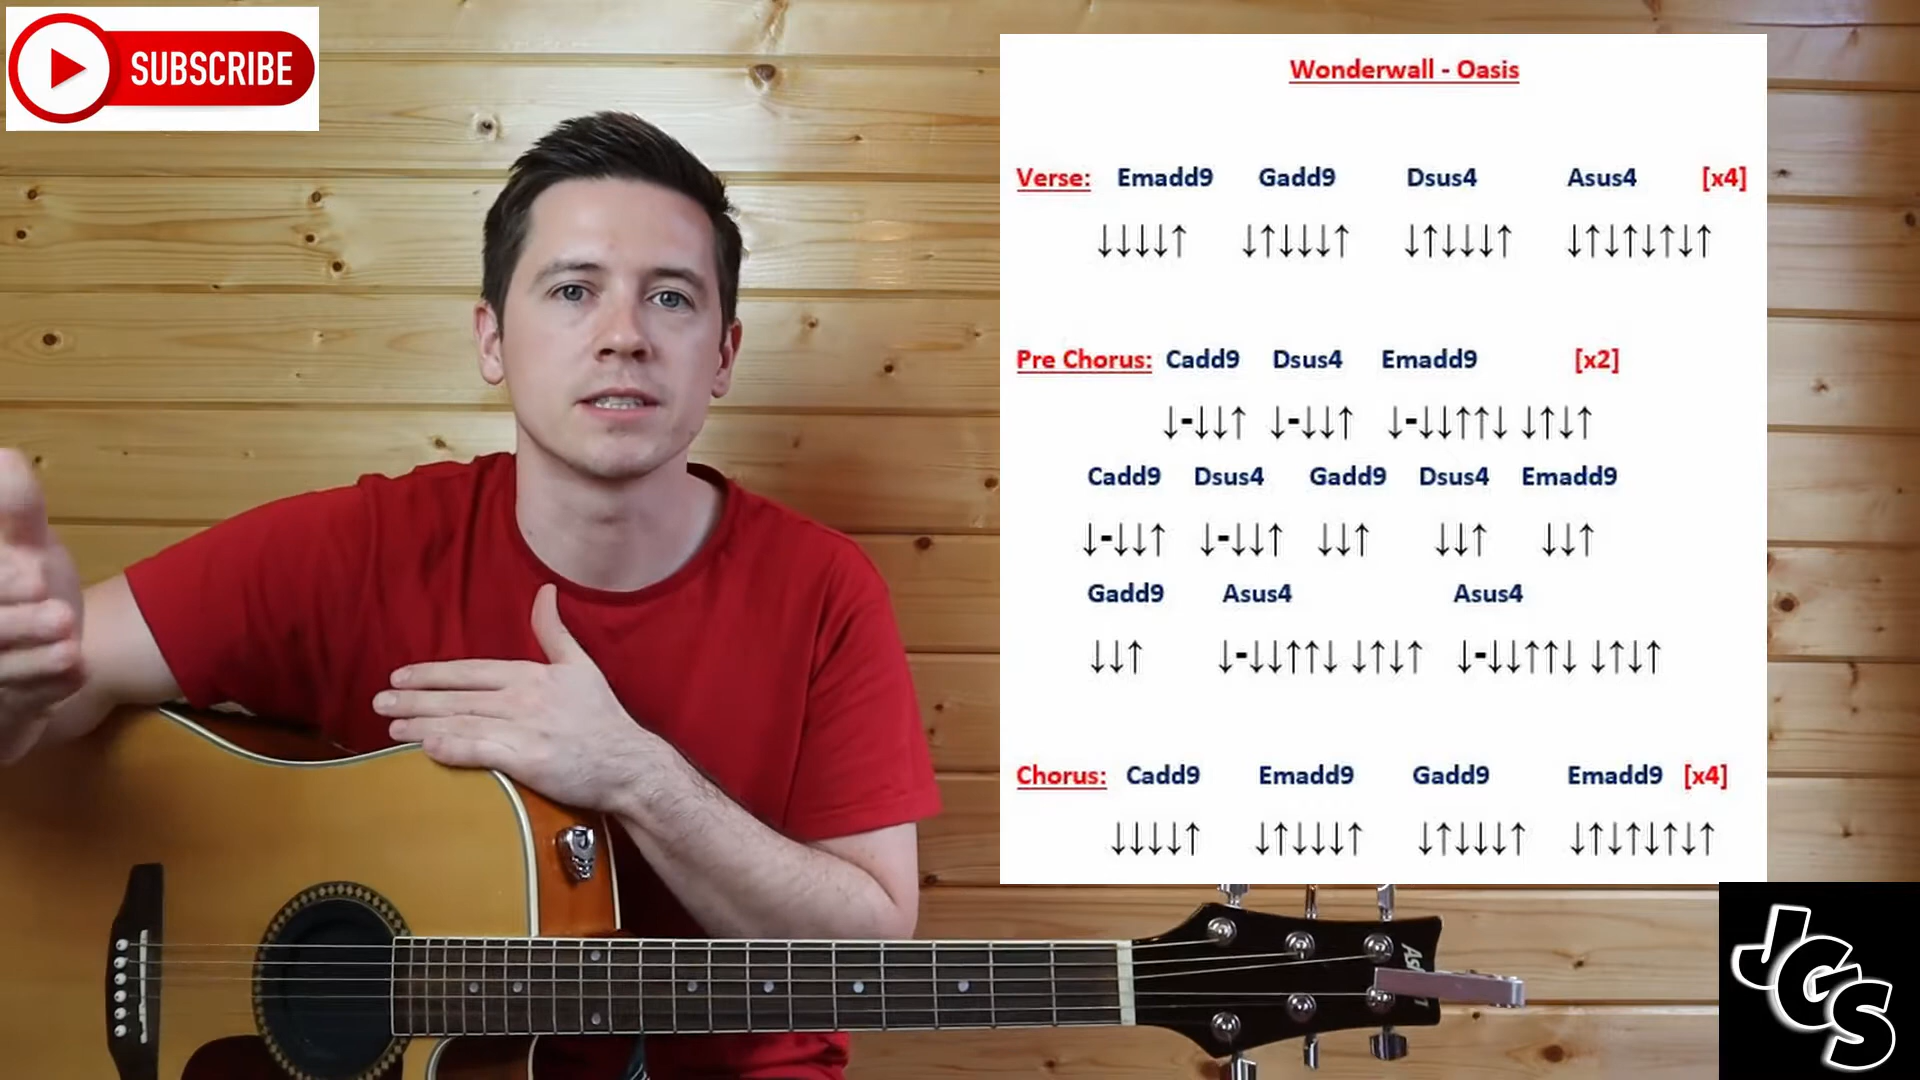 SUBSCRIBE
Wonderwall - Oasis
Verse: Emadd9 Gadd9 Dsus4 Asus4 [x4]
↓↓↓↓↑ ↓↑↓↓↓↑ ↓↑↓↓↓↑ ↓↑↓↑↓↑↓↑
Pre Chorus: Cadd9 Dsus4 Emadd9 [x2]
↓-↓↓↑ ↓-↓↓↑ ↓-↓↓↑↑↓ ↓↑↓↑
Cadd9 Dsus4 Gadd9 Dsus4 Emadd9
↓-↓↓↑ ↓-↓↓↑ ↓↓↑ ↓↓↑ ↓↓↑
Gadd9 Asus4 Asus4
↓↓↑ ↓-↓↓↑↑↓ ↓↑↓↑ ↓-↓↓↑↑↓ ↓↑↓↑
Chorus: Cadd9 Emadd9 Gadd9 Emadd9 [x4]
↓↓↓↓↑ ↓↑↓↓↓↑ ↓↑↓↓↓↑ ↓↑↓↑↓↑↓↑
JGS